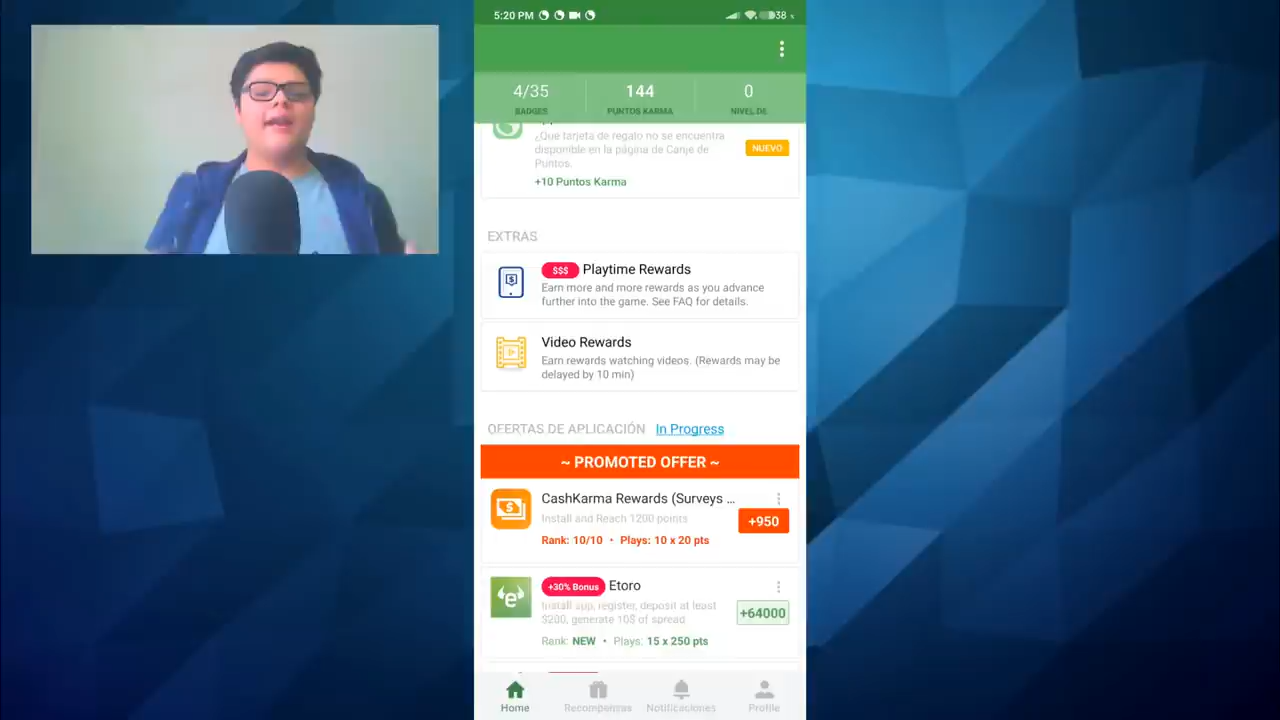 5:20 PM
38
4/35
144
0
BADGES
PUNTOS KARMA
NIVEL DE
¿Que tarjeta de regalo no se encuentra
disponible en la página de Canje de
Puntos.
NUEVO
+10 Puntos Karma
EXTRAS
$$$ Playtime Rewards
Earn more and more rewards as you advance
further into the game. See FAQ for details.
Video Rewards
Earn rewards watching videos. (Rewards may be
delayed by 10 min)
OFERTAS DE APLICACIÓN In Progress
~ PROMOTED OFFER ~
CashKarma Rewards (Surveys ...
Install and Reach 1200 points
+950
Rank: 10/10 • Plays: 10 x 20 pts
+30% Bonus Etoro
Install app, register, deposit at least
$200, generate 10$ of spread
+64000
Rank: NEW • Plays: 15 x 250 pts
Home
Recompensas
Notificaciones
Profile